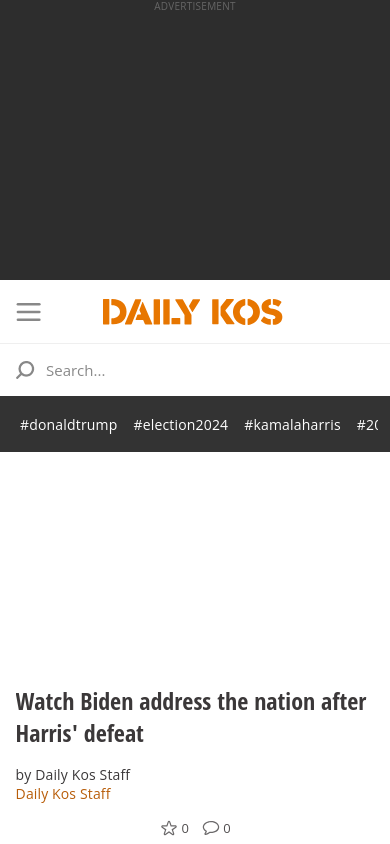 ADVERTISEMENT
DAILY KOS
Search...
#donaldtrump #election2024 #kamalaharris
Watch Biden address the nation after
Harris' defeat
by Daily Kos Staff
Daily Kos Staff
0 0